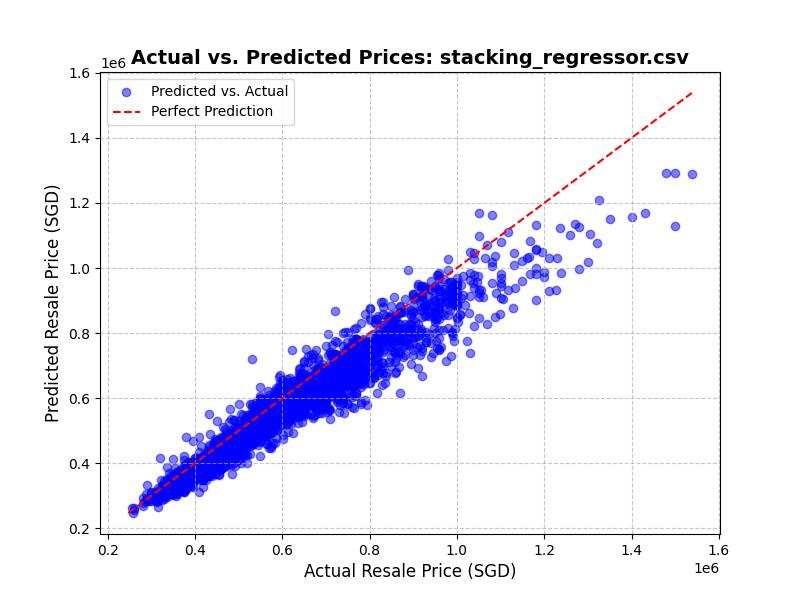 Actual vs. Predicted Prices: stacking_regressor.csv
1e6
Predicted vs. Actual
Perfect Prediction
1.6
1.4
1.2
1.0
0.8
0.6
0.4
0.2
Predicted Resale Price (SGD)
0.2 0.4 0.6 0.8 1.0 1.2 1.4 1.6
1e6
Actual Resale Price (SGD)